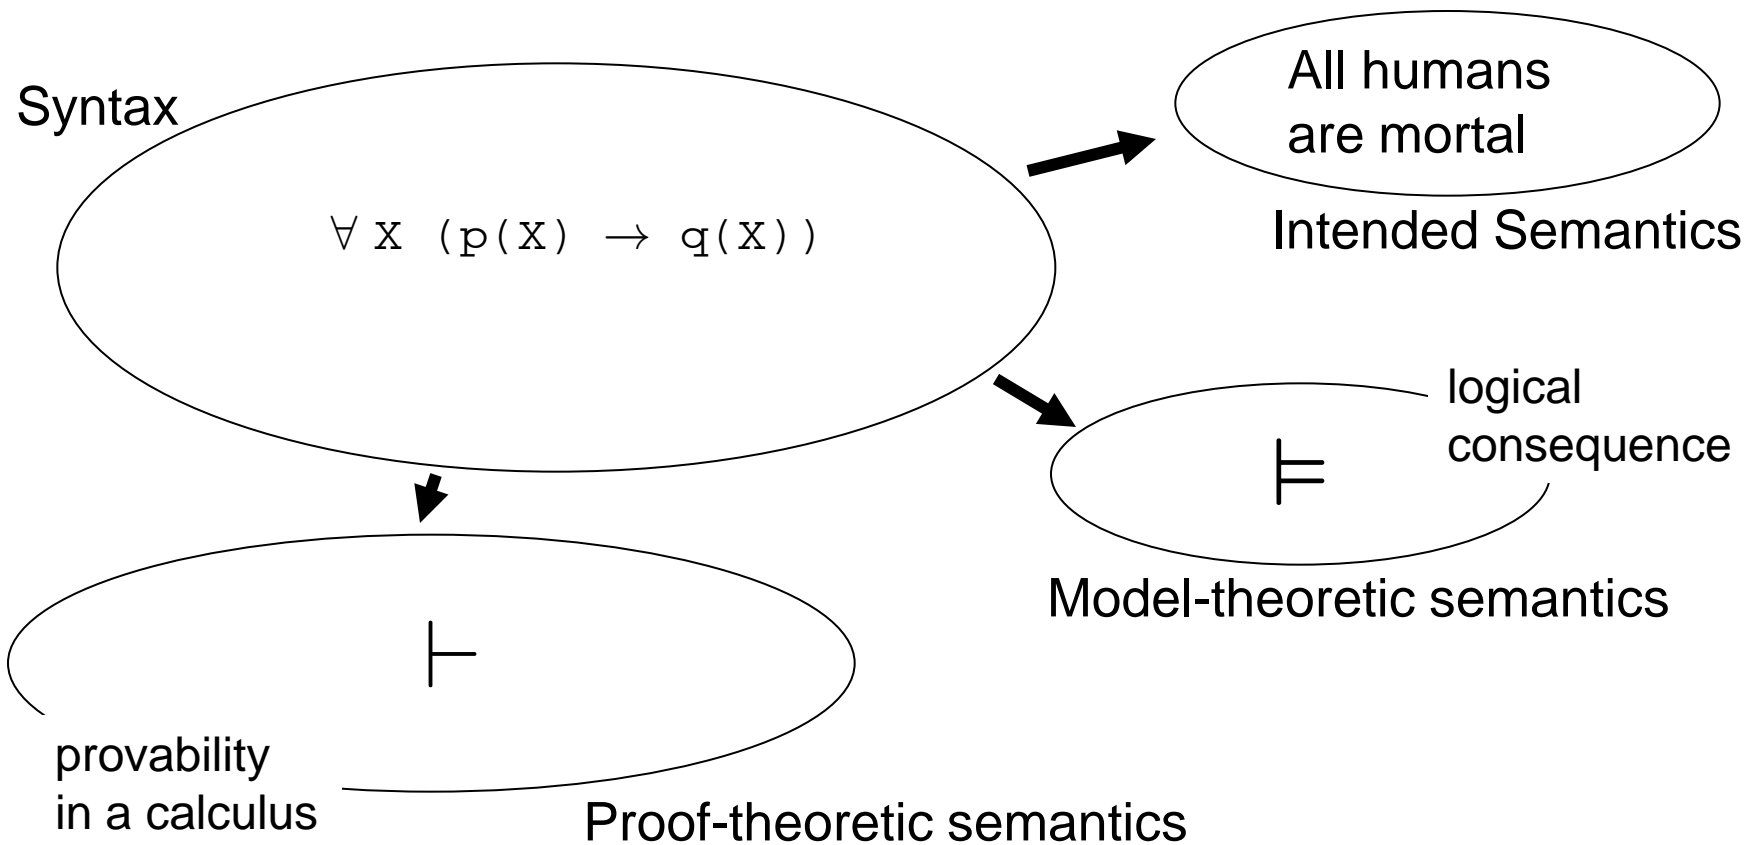 Syntax
∀ X (p(X) → q(X))
All humans
are mortal
Intended Semantics
logical
consequence
⊨
Model-theoretic semantics
⊢
provability
in a calculus
Proof-theoretic semantics